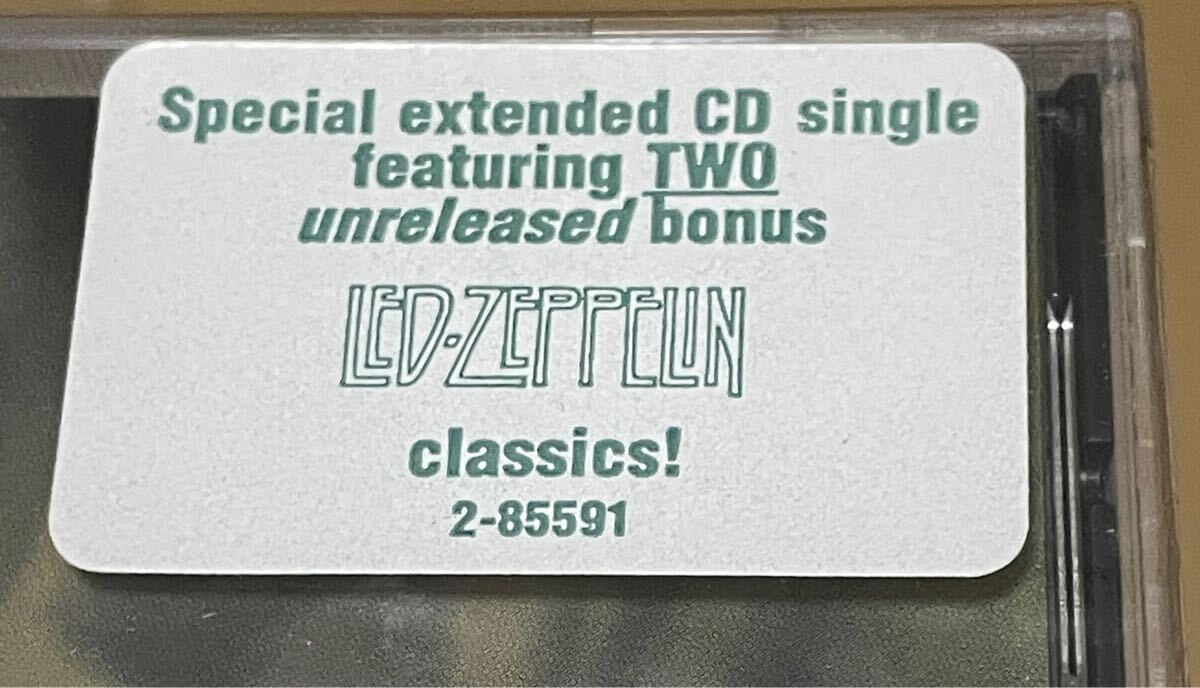 Special extended CD single
featuring TWO
unreleased bonus
LED-ZEPPELIN
classics!
2-85591